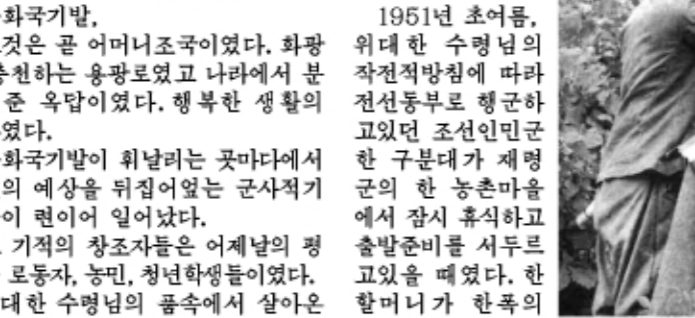 화국기발,
것은 곧 어머니조국이였다. 화광
충천하는 용광로였고 나라에서 분
준 옥답이였다. 행복한 생활의
였다.
화국기발이 휘날리는 곳마다에서
의 예상을 뒤집어엎는 군사적기
이 련이어 일어났다.
기적의 창조자들은 어제날의 평
로동자, 농민, 청년학생들이였다.
대한 수령님의 품속에서 살아온
1951년 초여름,
위대한 수령님의
작전적방침에 따라
전선동부로 행군하
고있던 조선인민군
한 구분대가 재령
군의 한 농촌마을
에서 잠시 휴식하고
출발준비를 서두르
고있을 때였다. 한
할머니가 한폭의